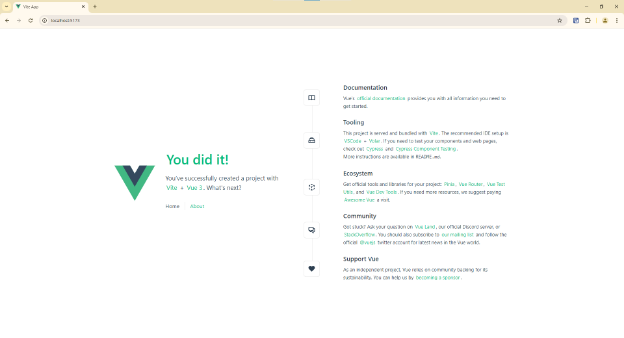 Vite App
localhost:5173
You did it!
You've successfully created a project with
Vite + Vue 3. What's next?
Home
About
Documentation
Vue's official documentation provides you with all information you need to
get started.
Tooling
This project is served and bundled with Vite. The recommended IDE setup is
VSCode + Volar. If you need to test your components and web pages,
check out Cypress and Cypress Component Testing.
More instructions are available in README.md.
Ecosystem
Get official tools and libraries for your project: Pinia, Vue Router, Vue Test
Utils, and Vue Dev Tools. If you need more resources, we suggest paying
Awesome Vue a visit.
Community
Got stuck? Ask your question on Vue Land, our official Discord server, or
StackOverflow. You should also subscribe to our mailing list and follow the
official @vuejs twitter account for latest news in the Vue world.
Support Vue
As an independent project, Vue relies on community backing for its
sustainability. You can help us by becoming a sponsor.